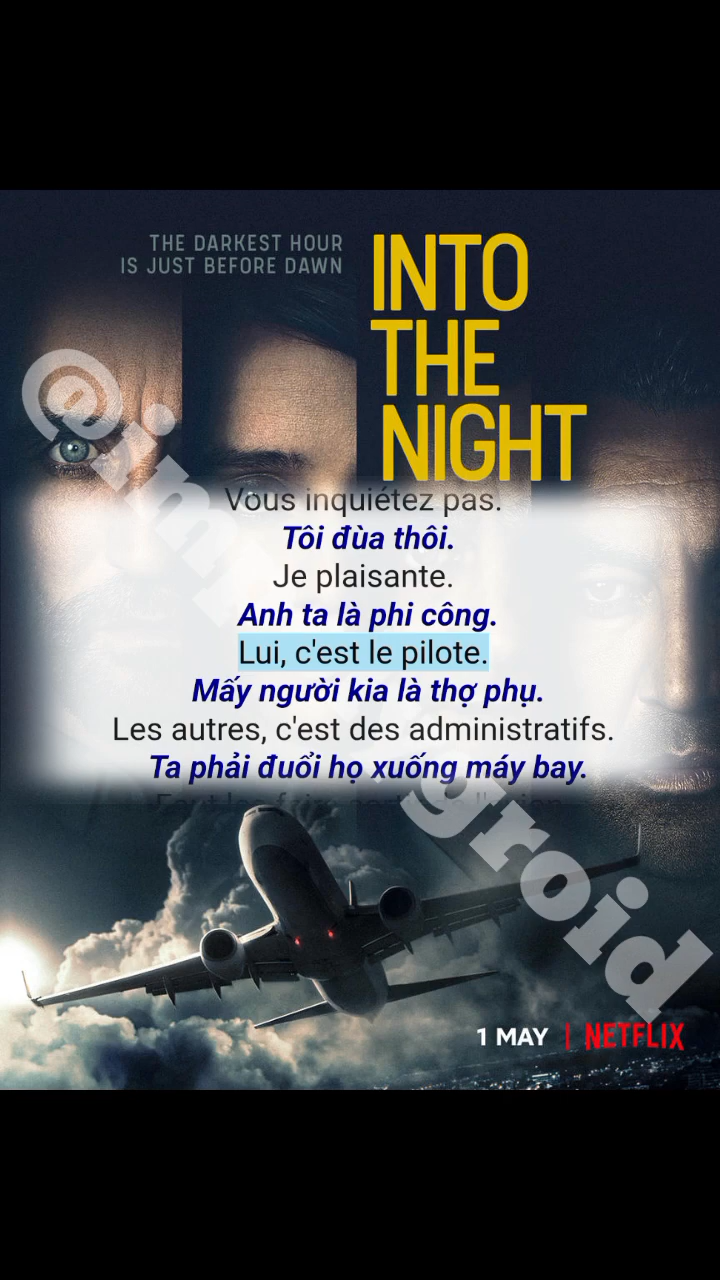 THE DARKEST HOUR
IS JUST BEFORE DAWN
INTO
THE
NIGHT
Vous inquiétez pas.
Tôi đùa thôi.
Je plaisante.
Anh ta là phi công.
Lui, c'est le pilote.
Mấy người kia là thợ phụ.
Les autres, c'est des administratifs.
Ta phải đuổi họ xuống máy bay.
1 MAY | NETFLIX